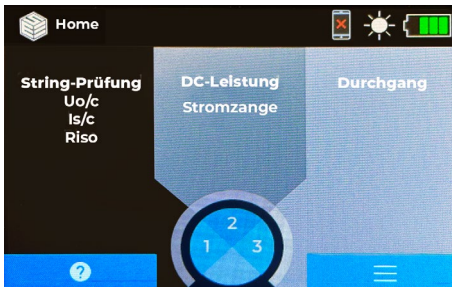 Home
String-Prüfung
Uo/c
Is/c
Riso
DC-Leistung
Stromzange
Durchgang
1
2
3
?